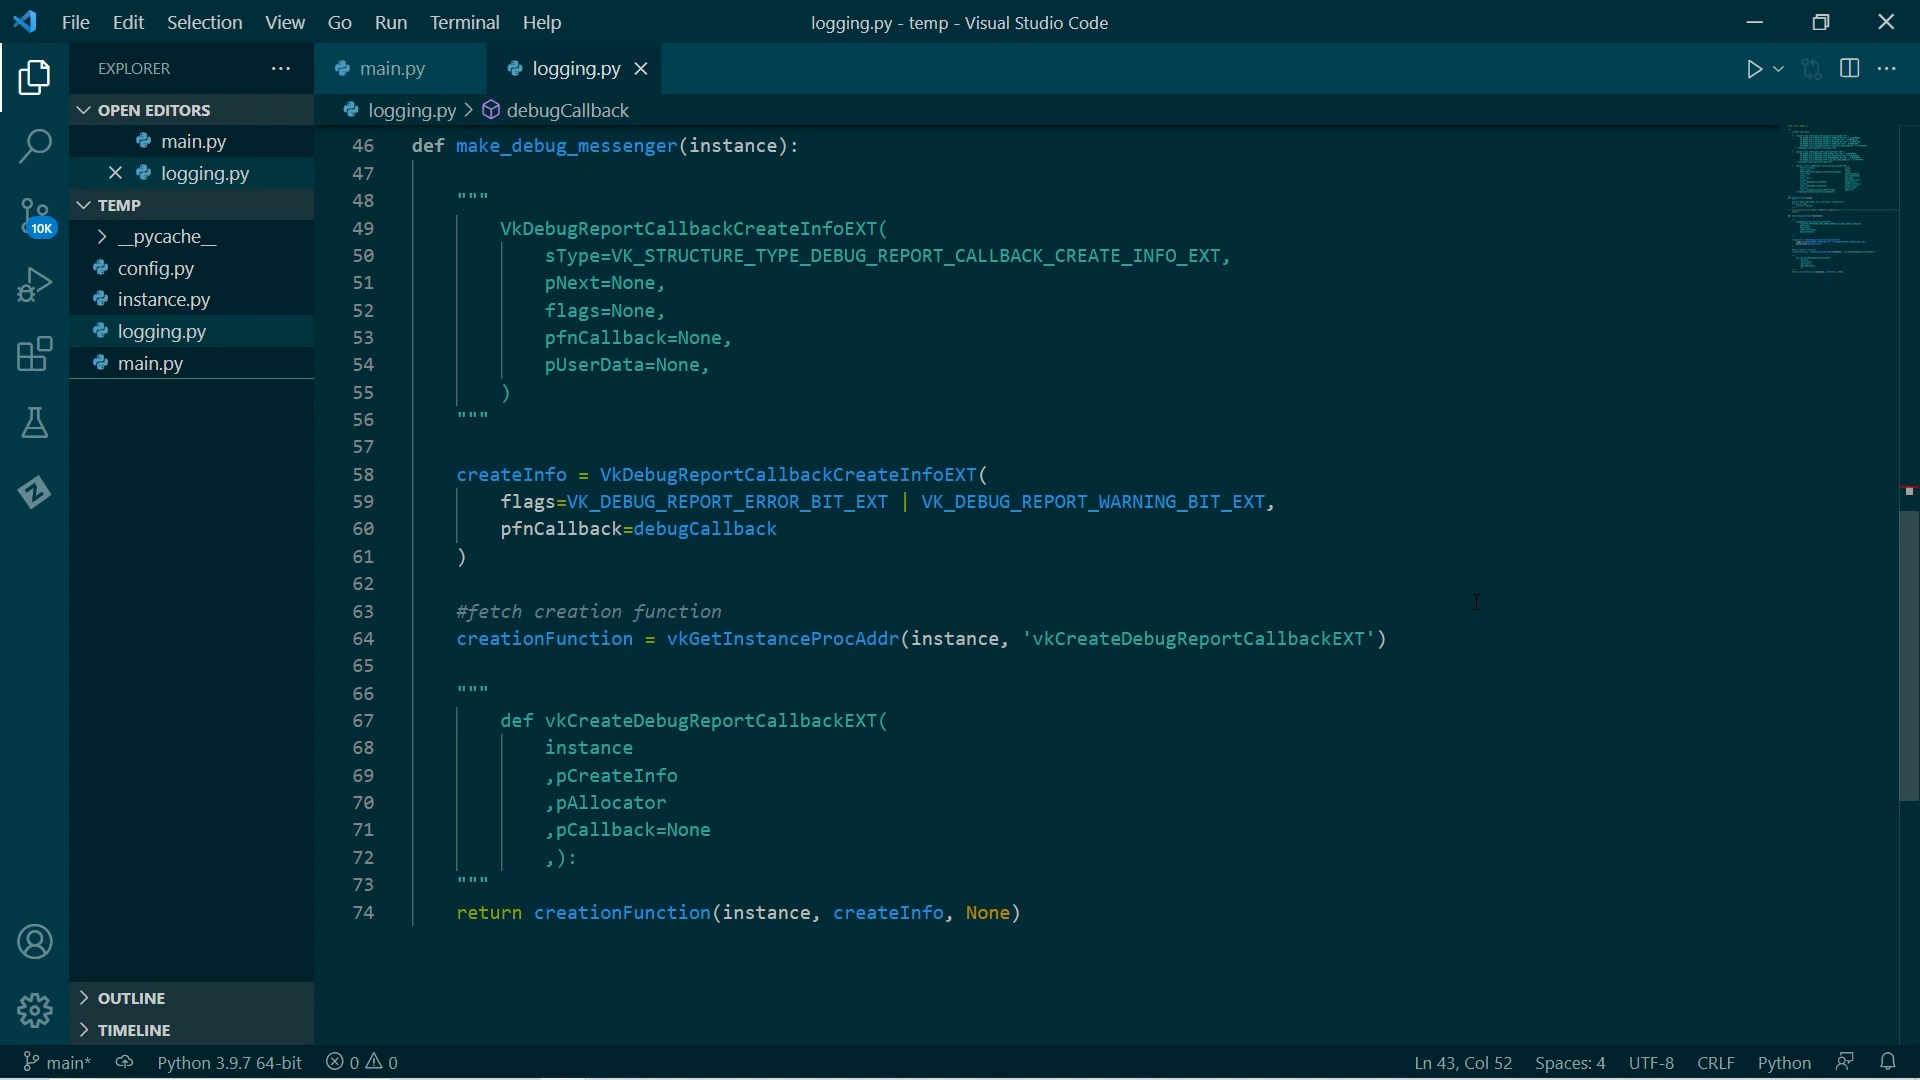 File Edit Selection View Go Run Terminal Help
logging.py - temp - Visual Studio Code
EXPLORER
main.py
logging.py
OPEN EDITORS
logging.py > debugCallback
main.py
logging.py
TEMP
10K
__pycache__
config.py
instance.py
logging.py
main.py
46 def make_debug_messenger(instance):
47
48 """
49 VkDebugReportCallbackCreateInfoEXT(
50 sType=VK_STRUCTURE_TYPE_DEBUG_REPORT_CALLBACK_CREATE_INFO_EXT,
51 pNext=None,
52 flags=None,
53 pfnCallback=None,
54 pUserData=None,
55 )
56 """
57
58 createInfo = VkDebugReportCallbackCreateInfoEXT(
59 flags=VK_DEBUG_REPORT_ERROR_BIT_EXT | VK_DEBUG_REPORT_WARNING_BIT_EXT,
60 pfnCallback=debugCallback
61 )
62
63 #fetch creation function
64 creationFunction = vkGetInstanceProcAddr(instance, 'vkCreateDebugReportCallbackEXT')
65
66 """
67 def vkCreateDebugReportCallbackEXT(
68 instance
69 ,pCreateInfo
70 ,pAllocator
71 ,pCallback=None
72 ,):
73 """
74 return creationFunction(instance, createInfo, None)
OUTLINE
TIMELINE
main* Python 3.9.7 64-bit 0 0 Ln 43, Col 52 Spaces: 4 UTF-8 CRLF Python